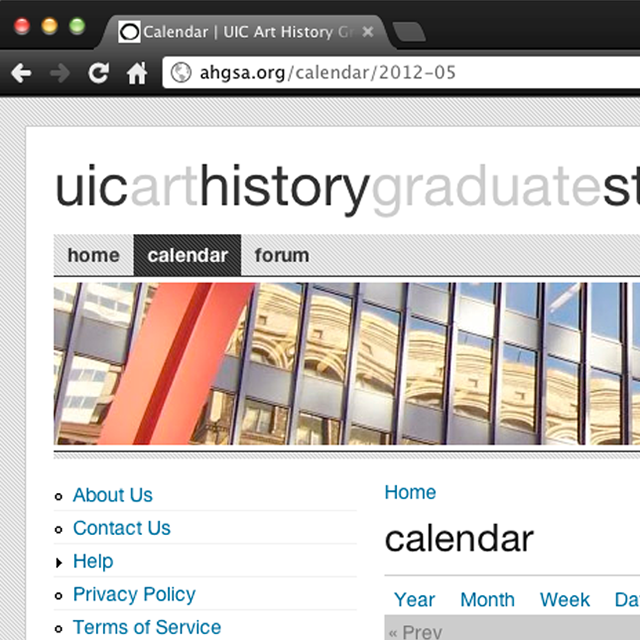 Calendar | UIC Art History Gr
ahgsa.org/calendar/2012-05
uicarthistorygraduatest
home calendar forum
About Us
Contact Us
Help
Privacy Policy
Terms of Service
Home
calendar
Year Month Week Da
« Prev